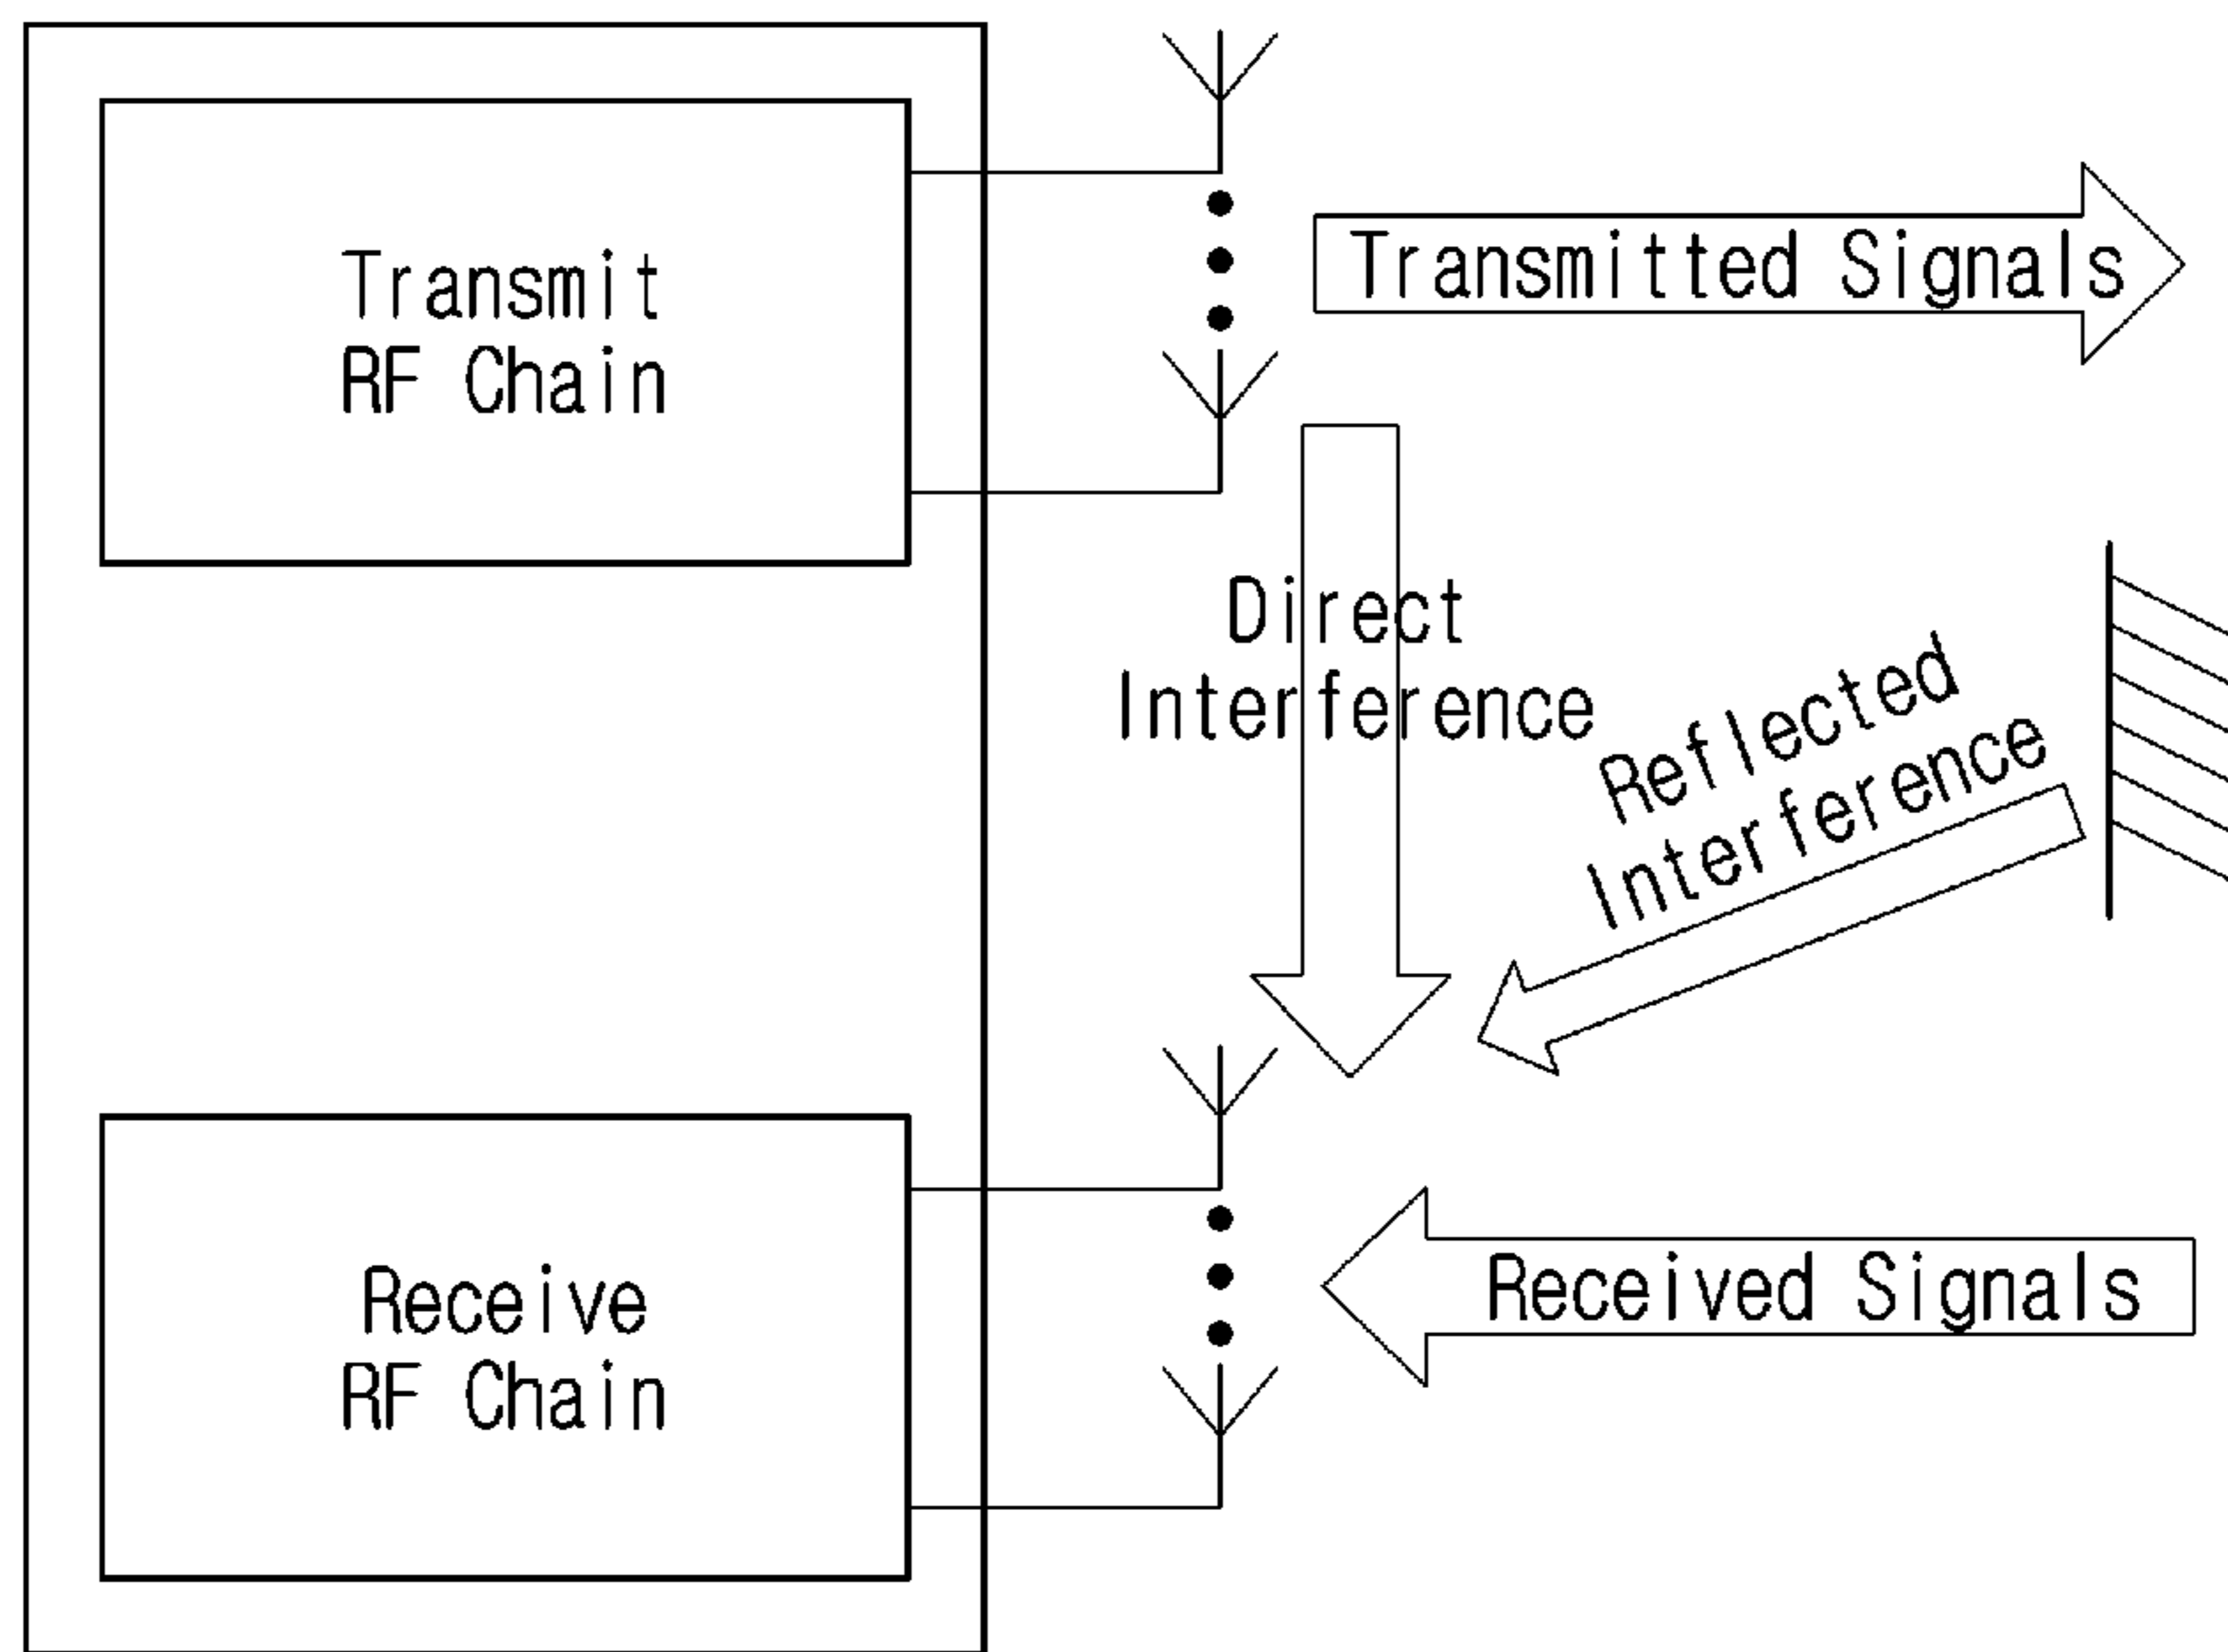 Transmit
RF Chain
Transmitted Signals
Direct
Interference
Reflected
Interference
Receive
RF Chain
Received Signals